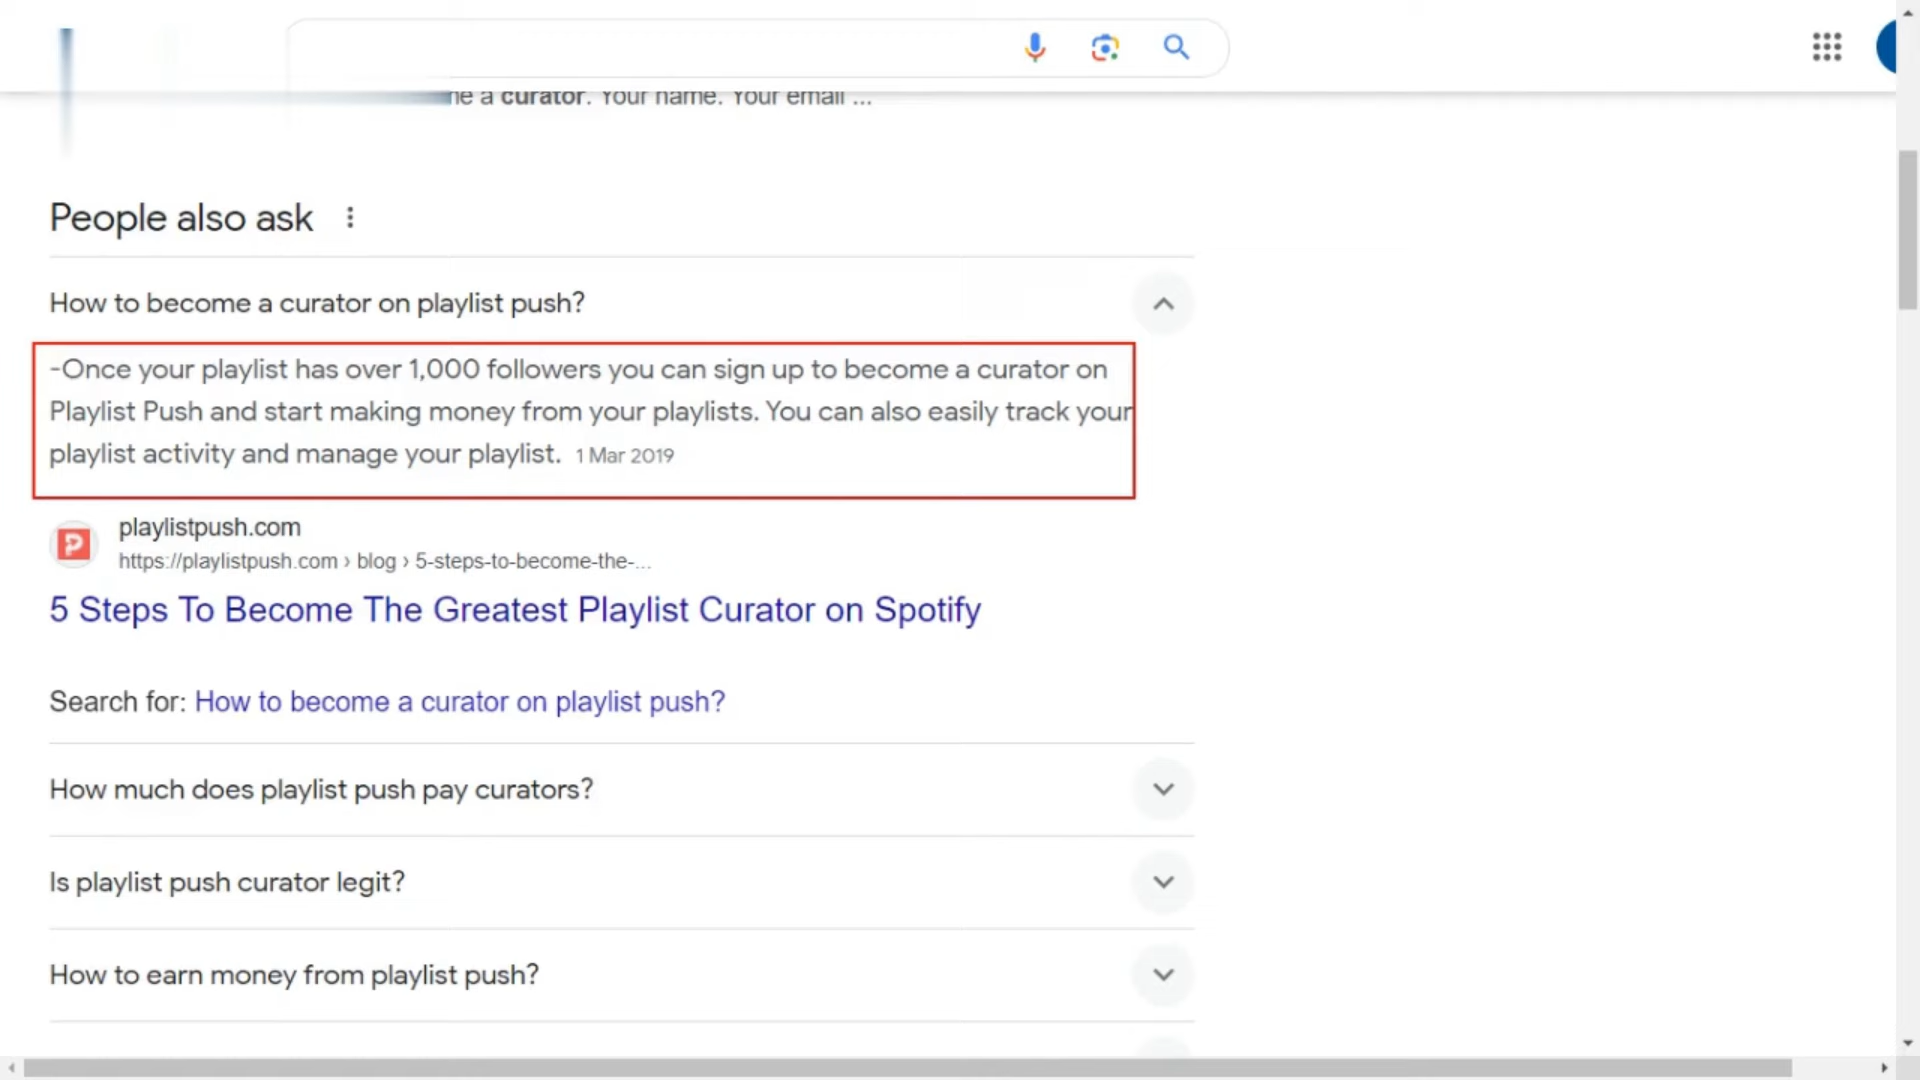 ne a curator. Your name. Your email ...
People also ask
How to become a curator on playlist push?
-Once your playlist has over 1,000 followers you can sign up to become a curator on
Playlist Push and start making money from your playlists. You can also easily track your
playlist activity and manage your playlist. 1 Mar 2019
playlistpush.com
https://playlistpush.com › blog › 5-steps-to-become-the-...
5 Steps To Become The Greatest Playlist Curator on Spotify
Search for: How to become a curator on playlist push?
How much does playlist push pay curators?
Is playlist push curator legit?
How to earn money from playlist push?